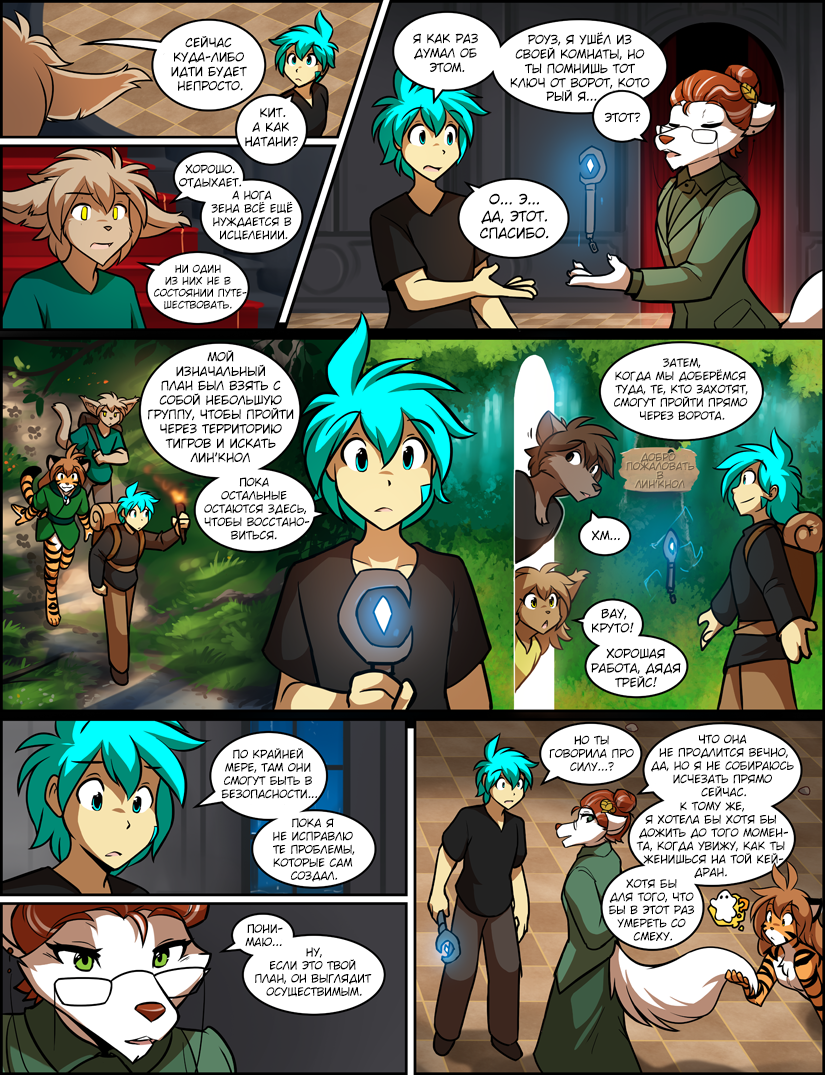 СЕЙЧАС
КУДА-ЛИБО
ИДТИ БУДЕТ
НЕПРОСТО.
КИТ.
А КАК
НАТАНИ?
ХОРОШО.
ОТДЫХАЕТ.
А НОГА
ЗЕНА ВСЁ ЕЩЁ
НУЖДАЕТСЯ В
ИСЦЕЛЕНИИ.
НИ ОДИН
ИЗ НИХ НЕ В
СОСТОЯНИИ ПУТЕ-
ШЕСТВОВАТЬ.
Я КАК РАЗ
ДУМАЛ ОБ
ЭТОМ.
РОУЗ, Я УШЁЛ ИЗ
СВОЕЙ КОМНАТЫ, НО
ТЫ ПОМНИШЬ ТОТ
КЛЮЧ ОТ ВОРОТ, КОТО
РЫЙ Я...
ЭТОТ?
О... Э...
ДА, ЭТОТ.
СПАСИБО.
МОЙ
ИЗНАЧАЛЬНЫЙ
ПЛАН БЫЛ ВЗЯТЬ С
СОБОЙ НЕБОЛЬШУЮ
ГРУППУ, ЧТОБЫ ПРОЙТИ
ЧЕРЕЗ ТЕРРИТОРИЮ
ТИГРОВ И ИСКАТЬ
ЛИН'КНОЛ
ПОКА
ОСТАЛЬНЫЕ
ОСТАЮТСЯ ЗДЕСЬ,
ЧТОБЫ ВОССТАНО-
ВИТЬСЯ.
ЗАТЕМ,
КОГДА МЫ ДОБЕРЁМСЯ
ТУДА, ТЕ, КТО ЗАХОТЯТ,
СМОГУТ ПРОЙТИ ПРЯМО
ЧЕРЕЗ ВОРОТА.
ДОБРО
ПОЖАЛОВАТЬ
В
ЛИН'КНОЛ
ХМ...
ВАУ,
КРУТО!
ХОРОШАЯ
РАБОТА, ДЯДЯ
ТРЕЙС!
ПО КРАЙНЕЙ
МЕРЕ, ТАМ ОНИ
СМОГУТ БЫТЬ В
БЕЗОПАСНОСТИ...
ПОКА Я
НЕ ИСПРАВЛЮ
ТЕ ПРОБЛЕМЫ,
КОТОРЫЕ САМ
СОЗДАЛ.
ПОНИ-
МАЮ...
НУ,
ЕСЛИ ЭТО ТВОЙ
ПЛАН, ОН ВЫГЛЯДИТ
ОСУЩЕСТВИМЫМ.
НО ТЫ
ГОВОРИЛА ПРО
СИЛУ...?
ЧТО ОНА
НЕ ПРОДЛИТСЯ ВЕЧНО,
ДА, НО Я НЕ СОБИРАЮСЬ
ИСЧЕЗАТЬ ПРЯМО
СЕЙЧАС.
К ТОМУ ЖЕ,
Я ХОТЕЛА БЫ ХОТЯ БЫ
ДОЖИТЬ ДО ТОГО МОМЕН-
ТА, КОГДА УВИЖУ, КАК ТЫ
ЖЕНИШЬСЯ НА ТОЙ КЕЙ-
ДРАН.
ХОТЯ БЫ
ДЛЯ ТОГО, ЧТО
БЫ В ЭТОТ РАЗ
УМЕРЕТЬ СО
СМЕХУ.
?